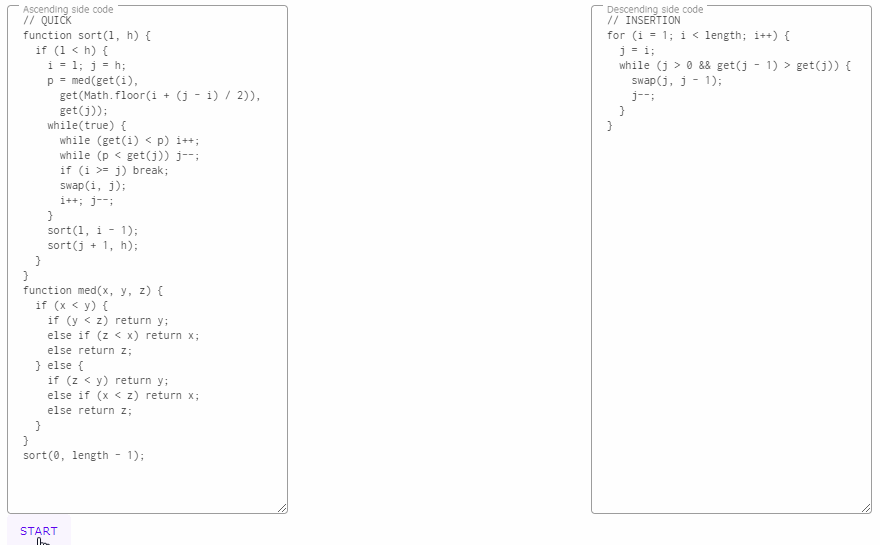 Ascending side code
// QUICK
function sort(l, h) {
  if (l < h) {
    i = l; j = h;
    p = med(get(i),
      get(Math.floor(i + (j - i) / 2)),
      get(j));
    while(true) {
      while (get(i) < p) i++;
      while (p < get(j)) j--;
      if (i >= j) break;
      swap(i, j);
      i++; j--;
    }
    sort(l, i - 1);
    sort(j + 1, h);
  }
}
function med(x, y, z) {
  if (x < y) {
    if (y < z) return y;
    else if (z < x) return x;
    else return z;
  } else {
    if (z < y) return y;
    else if (x < z) return x;
    else return z;
  }
}
sort(0, length - 1);
START
Descending side code
// INSERTION
for (i = 1; i < length; i++) {
  j = i;
  while (j > 0 && get(j - 1) > get(j)) {
    swap(j, j - 1);
    j--;
  }
}